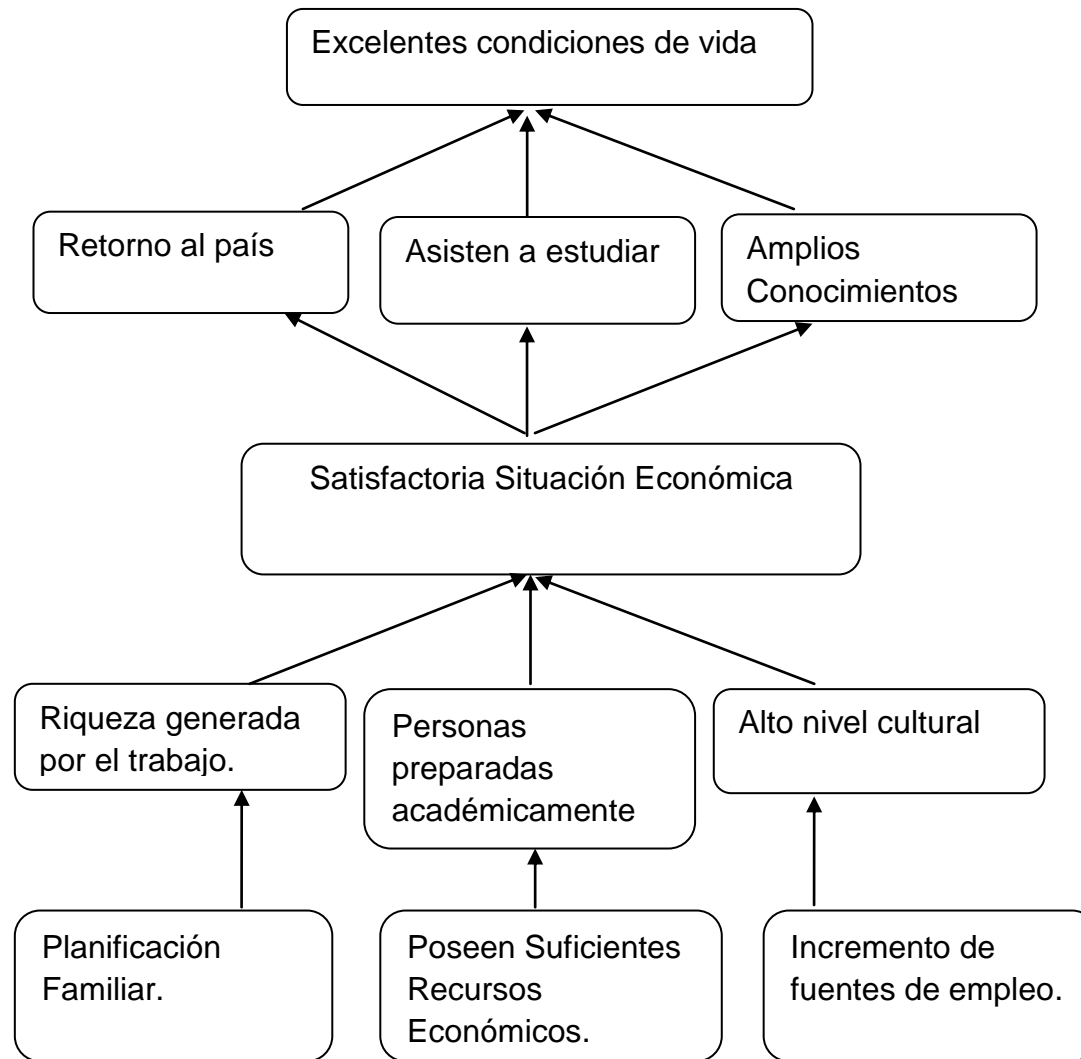 Excelentes condiciones de vida
Retorno al país
Asisten a estudiar
Amplios
Conocimientos
Satisfactoria Situación Económica
Riqueza generada
por el trabajo.
Personas
preparadas
académicamente
Alto nivel cultural
Planificación
Familiar.
Poseen Suficientes
Recursos
Económicos.
Incremento de
fuentes de empleo.